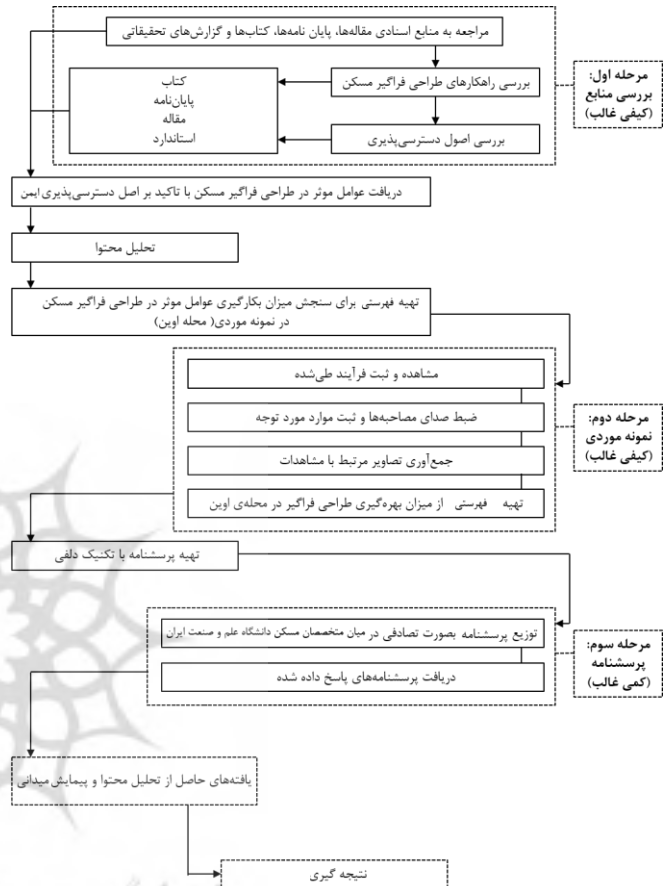 مراجعه به منابع اسنادی مقاله‌ها، پایان نامه‌ها، کتاب‌ها و گزارش‌های تحقیقاتی
مرحله اول:
بررسی منابع
(کیفی غالب)
بررسی راهکارهای طراحی فراگیر مسکن
کتاب
پایان‌نامه
مقاله
استاندارد
بررسی اصول دسترسی‌پذیری
دریافت عوامل موثر در طراحی فراگیر مسکن با تاکید بر اصل دسترسی‌پذیری ایمن
تحلیل محتوا
تهیه فهرستی برای سنجش میزان بکارگیری عوامل موثر در طراحی فراگیر مسکن
در نمونه موردی( محله اوین)
مشاهده و ثبت فرآیند طی‌شده
مرحله دوم:
نمونه موردی
(کیفی غالب)
ضبط صدای مصاحبه‌ها و ثبت موارد مورد توجه
جمع‌آوری تصاویر مرتبط با مشاهدات
تهیه فهرستی از میزان بهره‌گیری طراحی فراگیر در محله‌ی اوین
تهیه پرسشنامه با تکنیک دلفی
توزیع پرسشنامه بصورت تصادفی در میان متخصصان مسکن دانشگاه علم و صنعت ایران
مرحله سوم:
پرسشنامه
(کمی غالب)
دریافت پرسشنامه‌های پاسخ داده شده
یافته‌های حاصل از تحلیل محتوا و پیمایش میدانی
نتیجه گیری